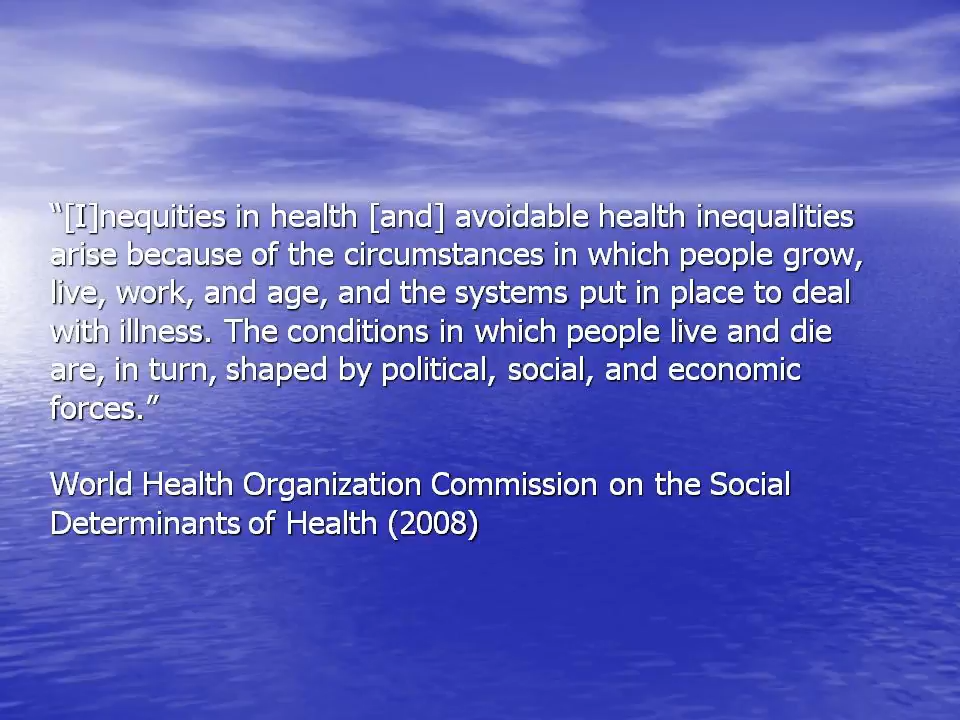 “[I]nequities in health [and] avoidable health inequalities
arise because of the circumstances in which people grow,
live, work, and age, and the systems put in place to deal
with illness. The conditions in which people live and die
are, in turn, shaped by political, social, and economic
forces.”
World Health Organization Commission on the Social
Determinants of Health (2008)